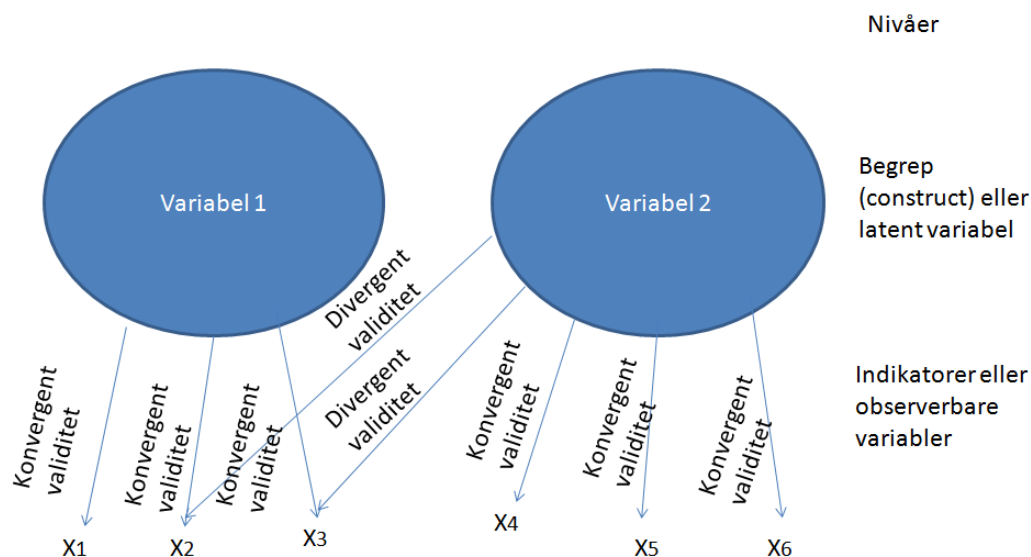 Nivåer
Variabel 1
Variabel 2
Begrep
(construct) eller
latent variabel
Divergent
validitet
Divergent
validitet
Konvergent
validitet
Konvergent
validitet
Konvergent
validitet
Konvergent
validitet
Konvergent
validitet
Konvergent
validitet
Indikatorer eller
observerbare
variabler
X1
X2
X3
X4
X5
X6